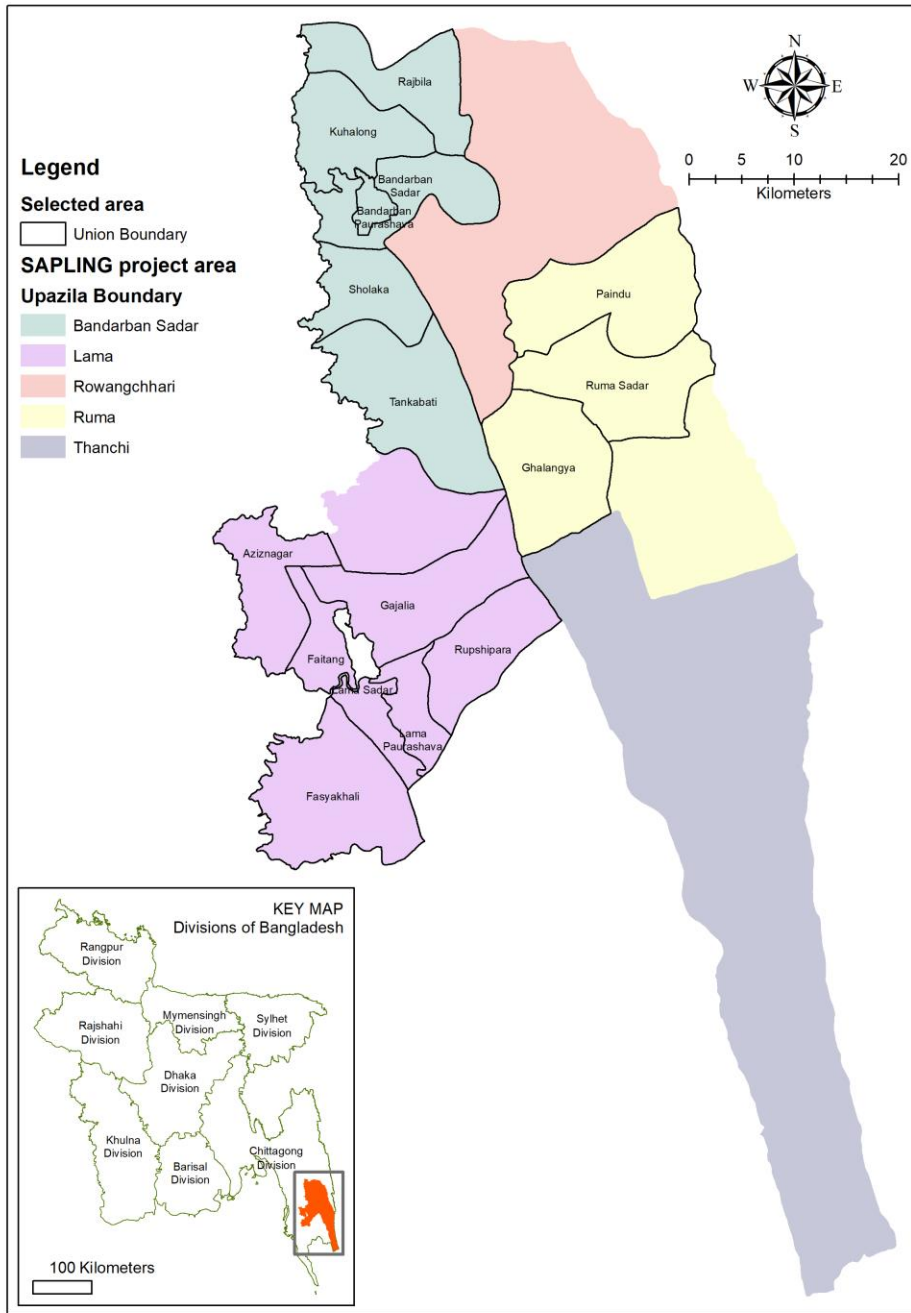 N
W E
S
0 5 10 20
Kilometers
Rajbila
Kuhalong
Bandarban
Sadar
Bandarban
Paurashava
Sholaka
Tankabati
Paindu
Ruma Sadar
Ghalangya
Aziznagar
Gajalia
Faitang
Rupshipara
Lama Sadar
Lama
Paurashava
Fasyakhali
Legend
Selected area
Union Boundary
SAPLING project area
Upazila Boundary
Bandarban Sadar
Lama
Rowangchhari
Ruma
Thanchi
KEY MAP
Divisions of Bangladesh
Rangpur
Division
Rajshahi
Division
Mymensingh
Division
Sylhet
Division
Dhaka
Division
Khulna
Division
Barisal
Division
Chittagong
Division
100 Kilometers